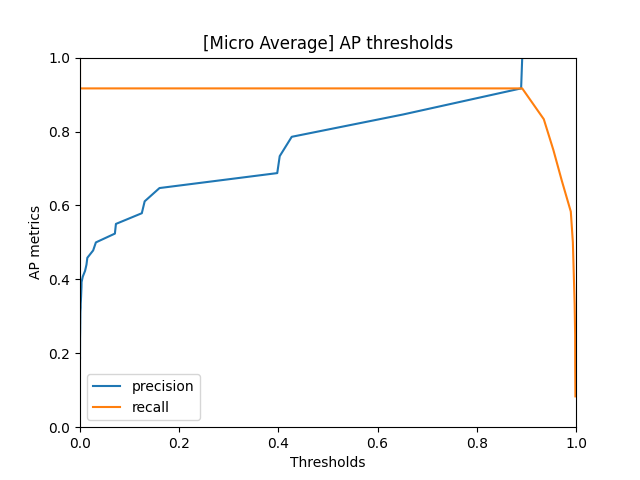 [Micro Average] AP thresholds
1.0
0.8
0.6
0.4
0.2
0.0
AP metrics
precision
recall
0.0 0.2 0.4 0.6 0.8 1.0
Thresholds